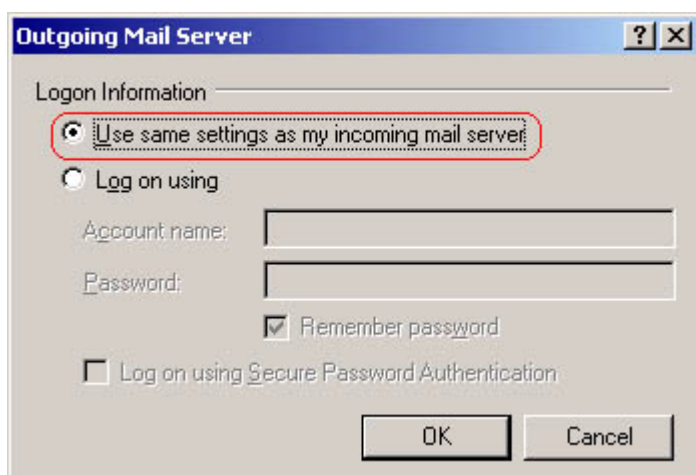 Outgoing Mail Server
Logon Information
Use same settings as my incoming mail server
Log on using
Account name:
Password:
Remember password
Log on using Secure Password Authentication
OK Cancel